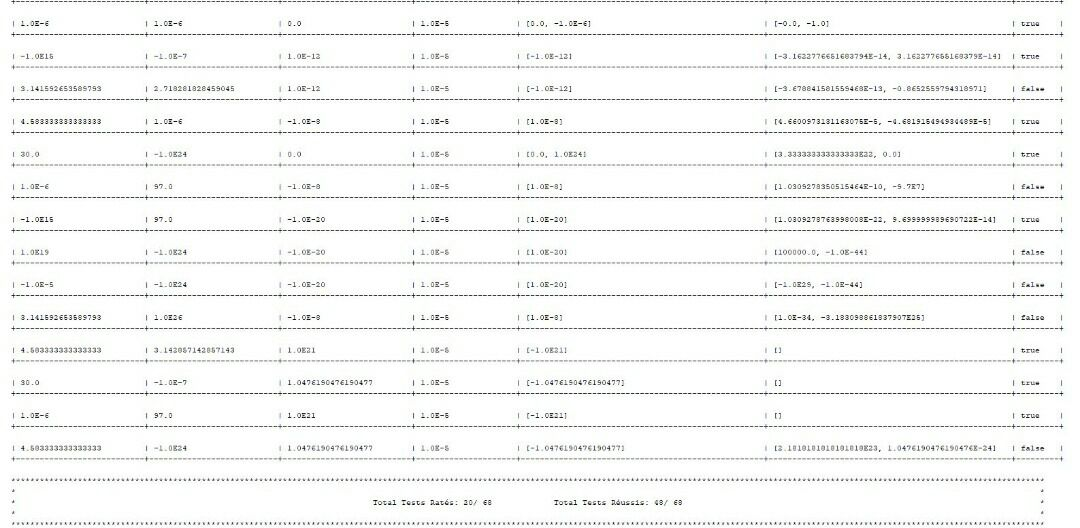 +-----------------------+-----------------------+-----------------------+-----------------+------------------------------------------+------------------------------------------+-------+
| 1.0E-6 | 1.0E-6 | 0.0 | 1.0E-5 | [0.0, -1.0E-6] | [-0.0, -1.0] | true |
| -1.0E15 | -1.0E-7 | 1.0E-12 | 1.0E-5 | [-1.0E-12] | [-3.1622776651683794E-14, 3.162277655168379E-14] | true |
| 3.141592653589793 | 2.718281828459045 | 1.0E-12 | 1.0E-5 | [-1.0E-12] | [-3.678841581559468E-13, -0.8652559794318971] | false |
| 4.583333333333333 | 1.0E-6 | -1.0E-8 | 1.0E-5 | [1.0E-8] | [4.6600973181163075E-5, -4.681915494984489E-5] | true |
| 30.0 | -1.0E24 | 0.0 | 1.0E-5 | [0.0, 1.0E24] | [3.333333333333333E22, 0.0] | true |
| 1.0E-6 | 97.0 | -1.0E-8 | 1.0E-5 | [1.0E-8] | [1.0309278350515464E-10, -9.7E7] | false |
| -1.0E15 | 97.0 | -1.0E-20 | 1.0E-5 | [1.0E-20] | [1.0309278763998008E-22, 9.699999989690722E-14] | true |
| 1.0E19 | -1.0E24 | -1.0E-20 | 1.0E-5 | [1.0E-20] | [100000.0, -1.0E-44] | false |
| -1.0E-5 | -1.0E24 | -1.0E-20 | 1.0E-5 | [1.0E-20] | [-1.0E29, -1.0E-44] | false |
| 3.141592653589793 | 1.0E26 | -1.0E-8 | 1.0E-5 | [1.0E-8] | [1.0E-34, -3.183098861837907E25] | false |
| 4.583333333333333 | 3.142857142857143 | 1.0E21 | 1.0E-5 | [-1.0E21] | [] | true |
| 30.0 | -1.0E-7 | 1.0476190476190477 | 1.0E-5 | [-1.0476190476190477] | [] | true |
| 1.0E-6 | 97.0 | 1.0E21 | 1.0E-5 | [-1.0E21] | [] | true |
| 4.583333333333333 | -1.0E24 | 1.0476190476190477 | 1.0E-5 | [-1.0476190476190477] | [2.1818181818181818E23, 1.0476190476190476E-24] | false |
Total Tests Ratés: 20/ 68 Total Tests Réussis: 48/ 68